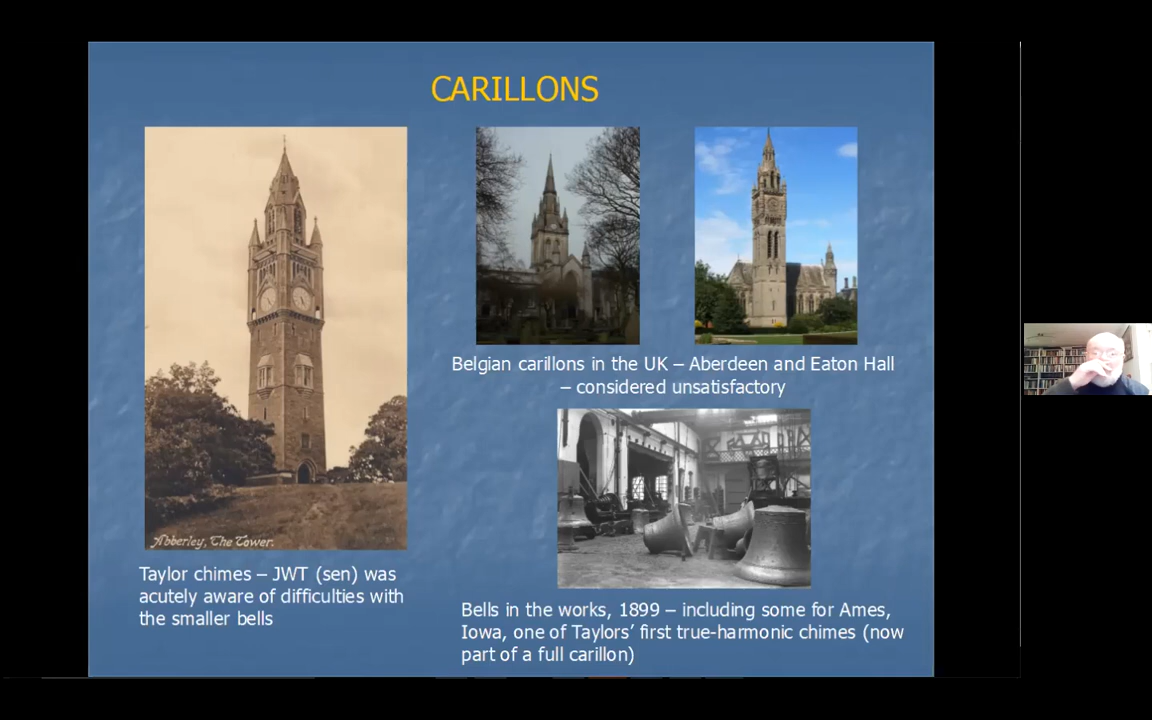 CARILLONS
Abberley, The Tower.
Taylor chimes – JWT (sen) was
acutely aware of difficulties with
the smaller bells
Belgian carillons in the UK – Aberdeen and Eaton Hall
– considered unsatisfactory
Bells in the works, 1899 – including some for Ames,
Iowa, one of Taylors’ first true-harmonic chimes (now
part of a full carillon)